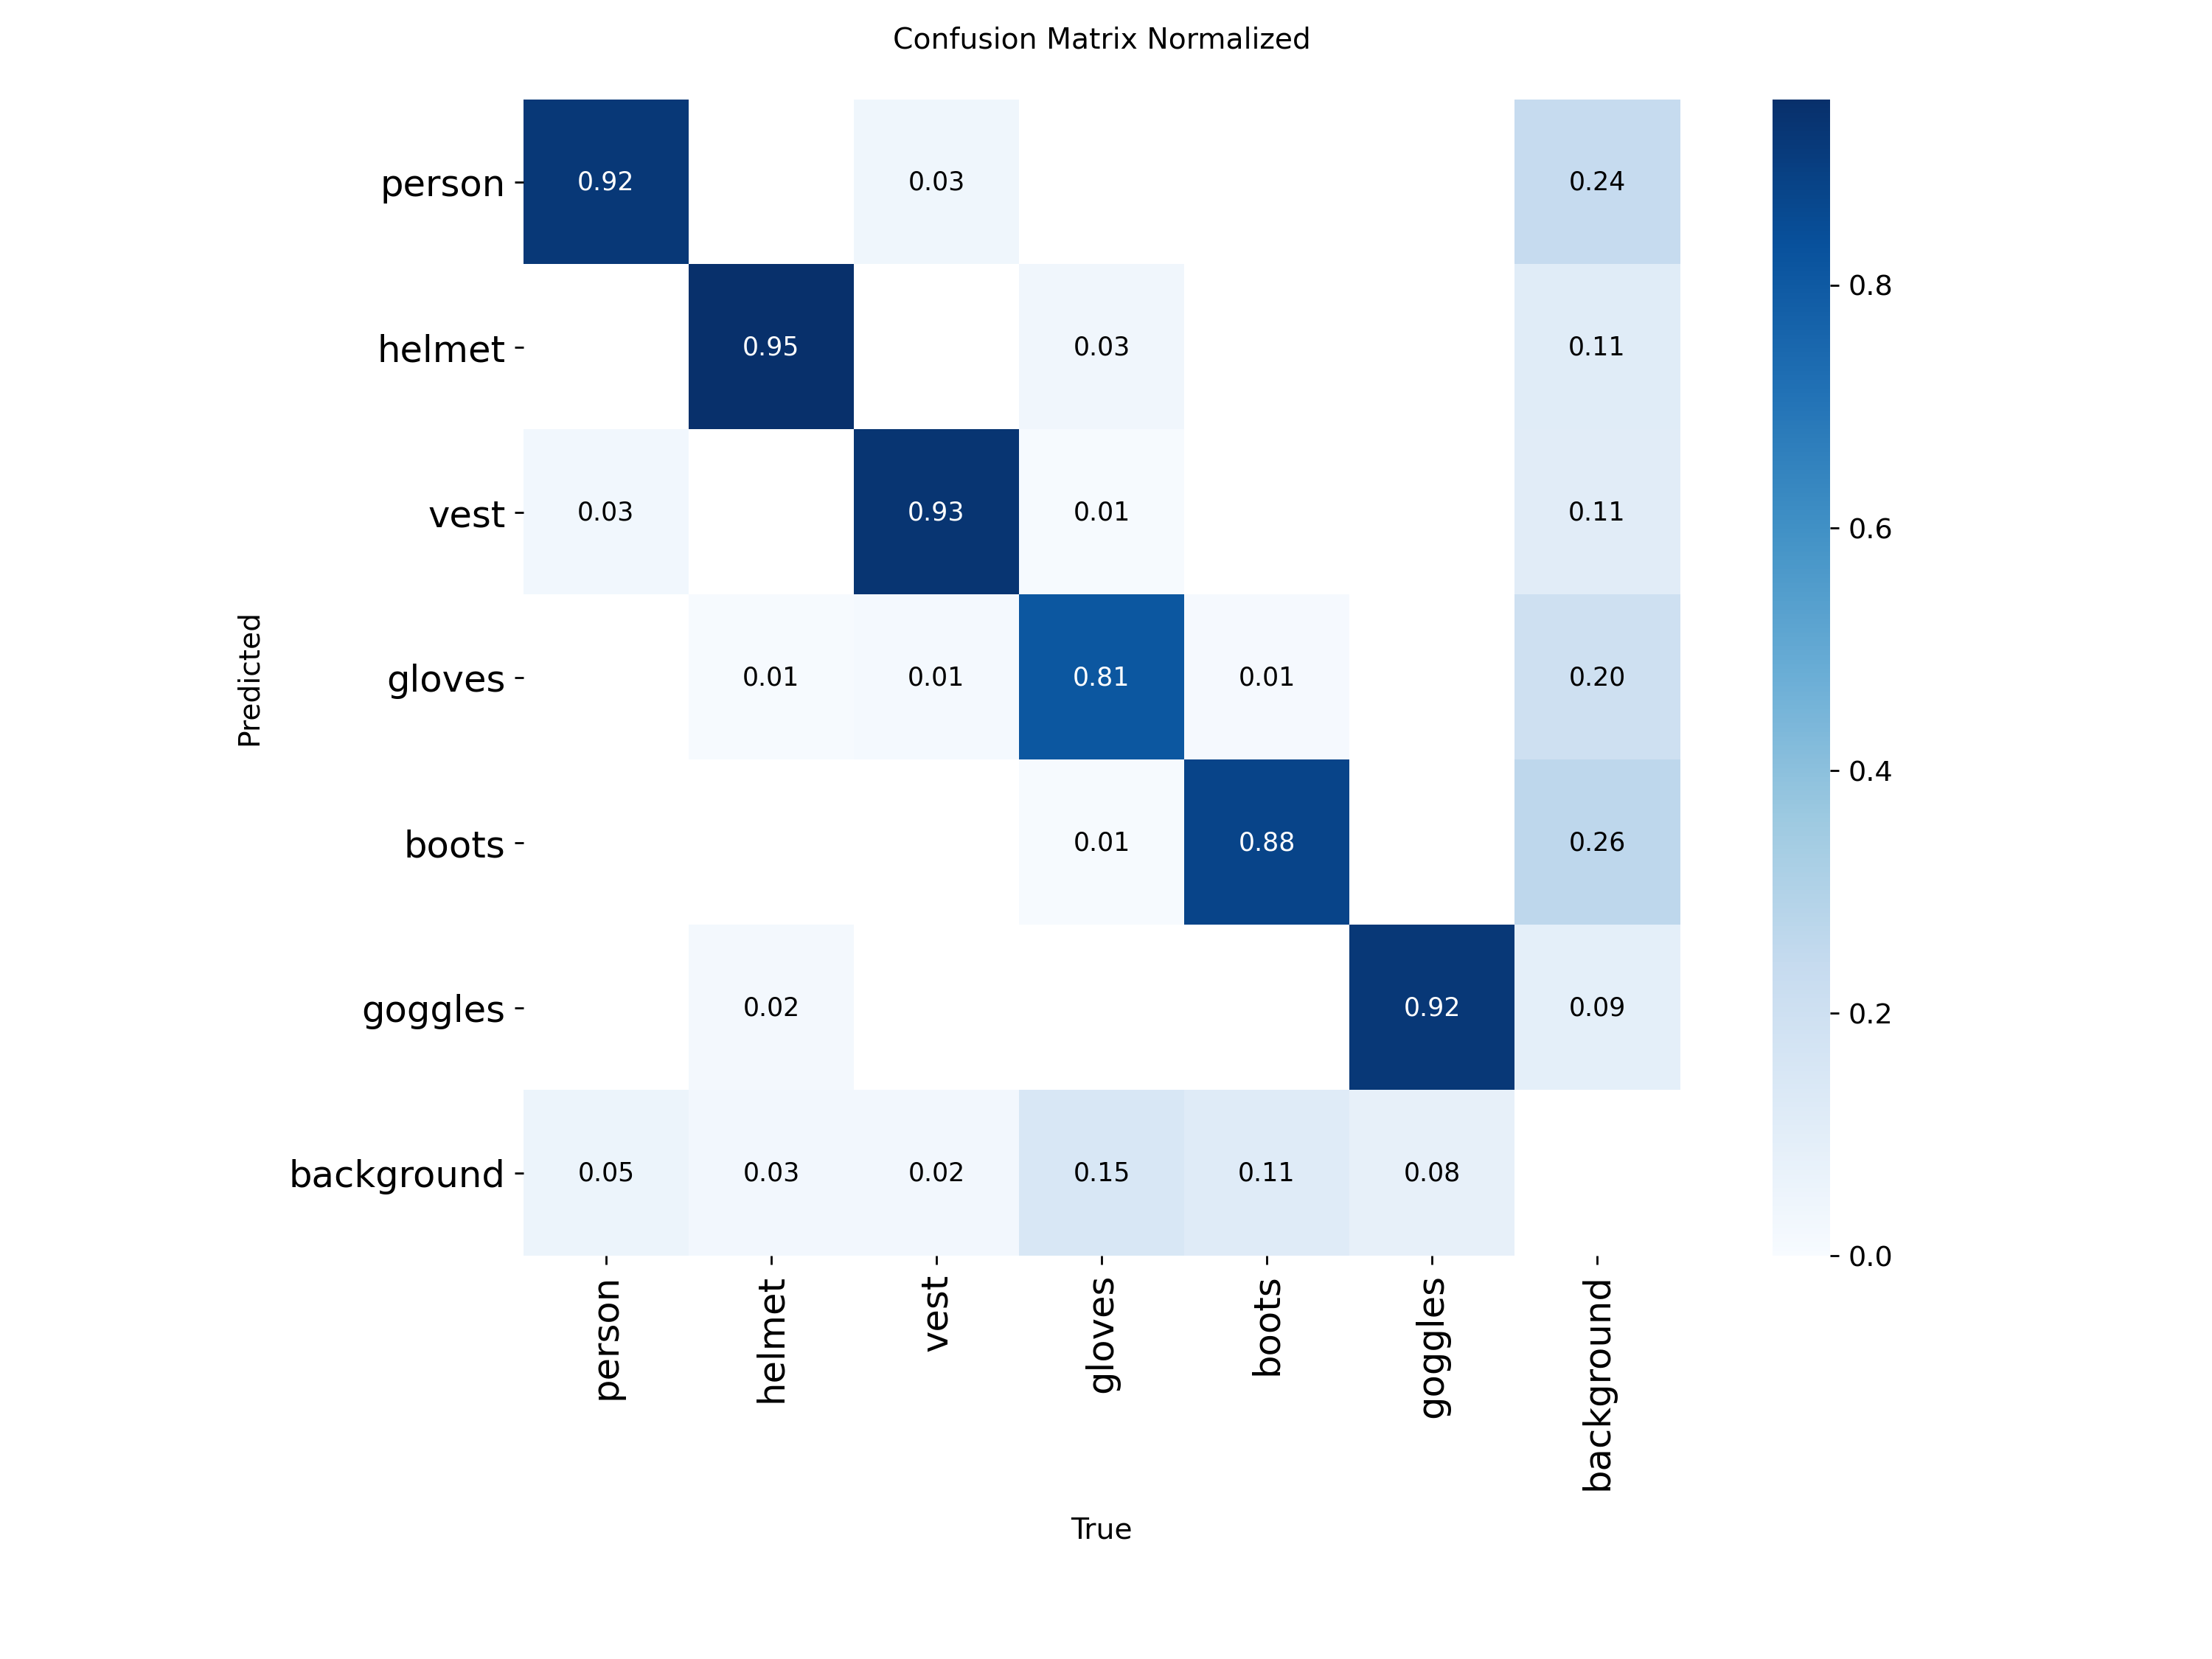 Confusion Matrix Normalized
person 0.92 0.03 0.24
helmet 0.95 0.03 0.11
vest 0.03 0.93 0.01 0.11
gloves 0.01 0.01 0.81 0.01 0.20
boots 0.01 0.88 0.26
goggles 0.02 0.92 0.09
background 0.05 0.03 0.02 0.15 0.11 0.08
person helmet vest gloves boots goggles background
True
Predicted
0.8
0.6
0.4
0.2
0.0